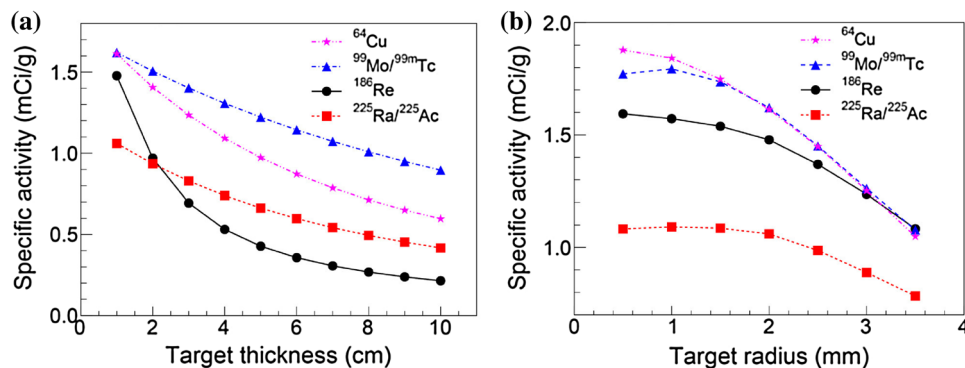 (a)
Specific activity (mCi/g)
1.5
1.0
0.5
0.0
0 2 4 6 8 10
Target thickness (cm)
⁶⁴Cu
⁹⁹Mo/⁹⁹ᵐTc
¹⁸⁶Re
²²⁵Ra/²²⁵Ac
(b)
Specific activity (mCi/g)
2.0
1.5
1.0
0 1 2 3 4
Target radius (mm)
⁶⁴Cu
⁹⁹Mo/⁹⁹ᵐTc
¹⁸⁶Re
²²⁵Ra/²²⁵Ac